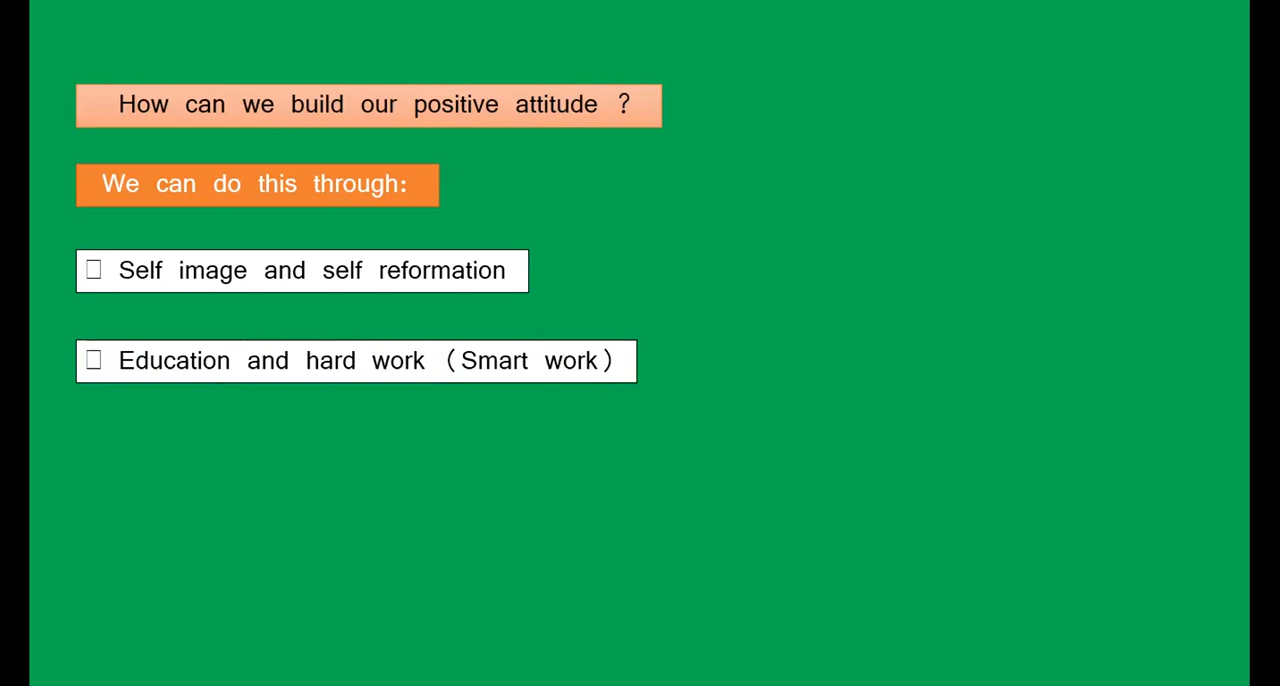 How can we build our positive attitude ?
We can do this through:
□ Self image and self reformation
□ Education and hard work (Smart work)